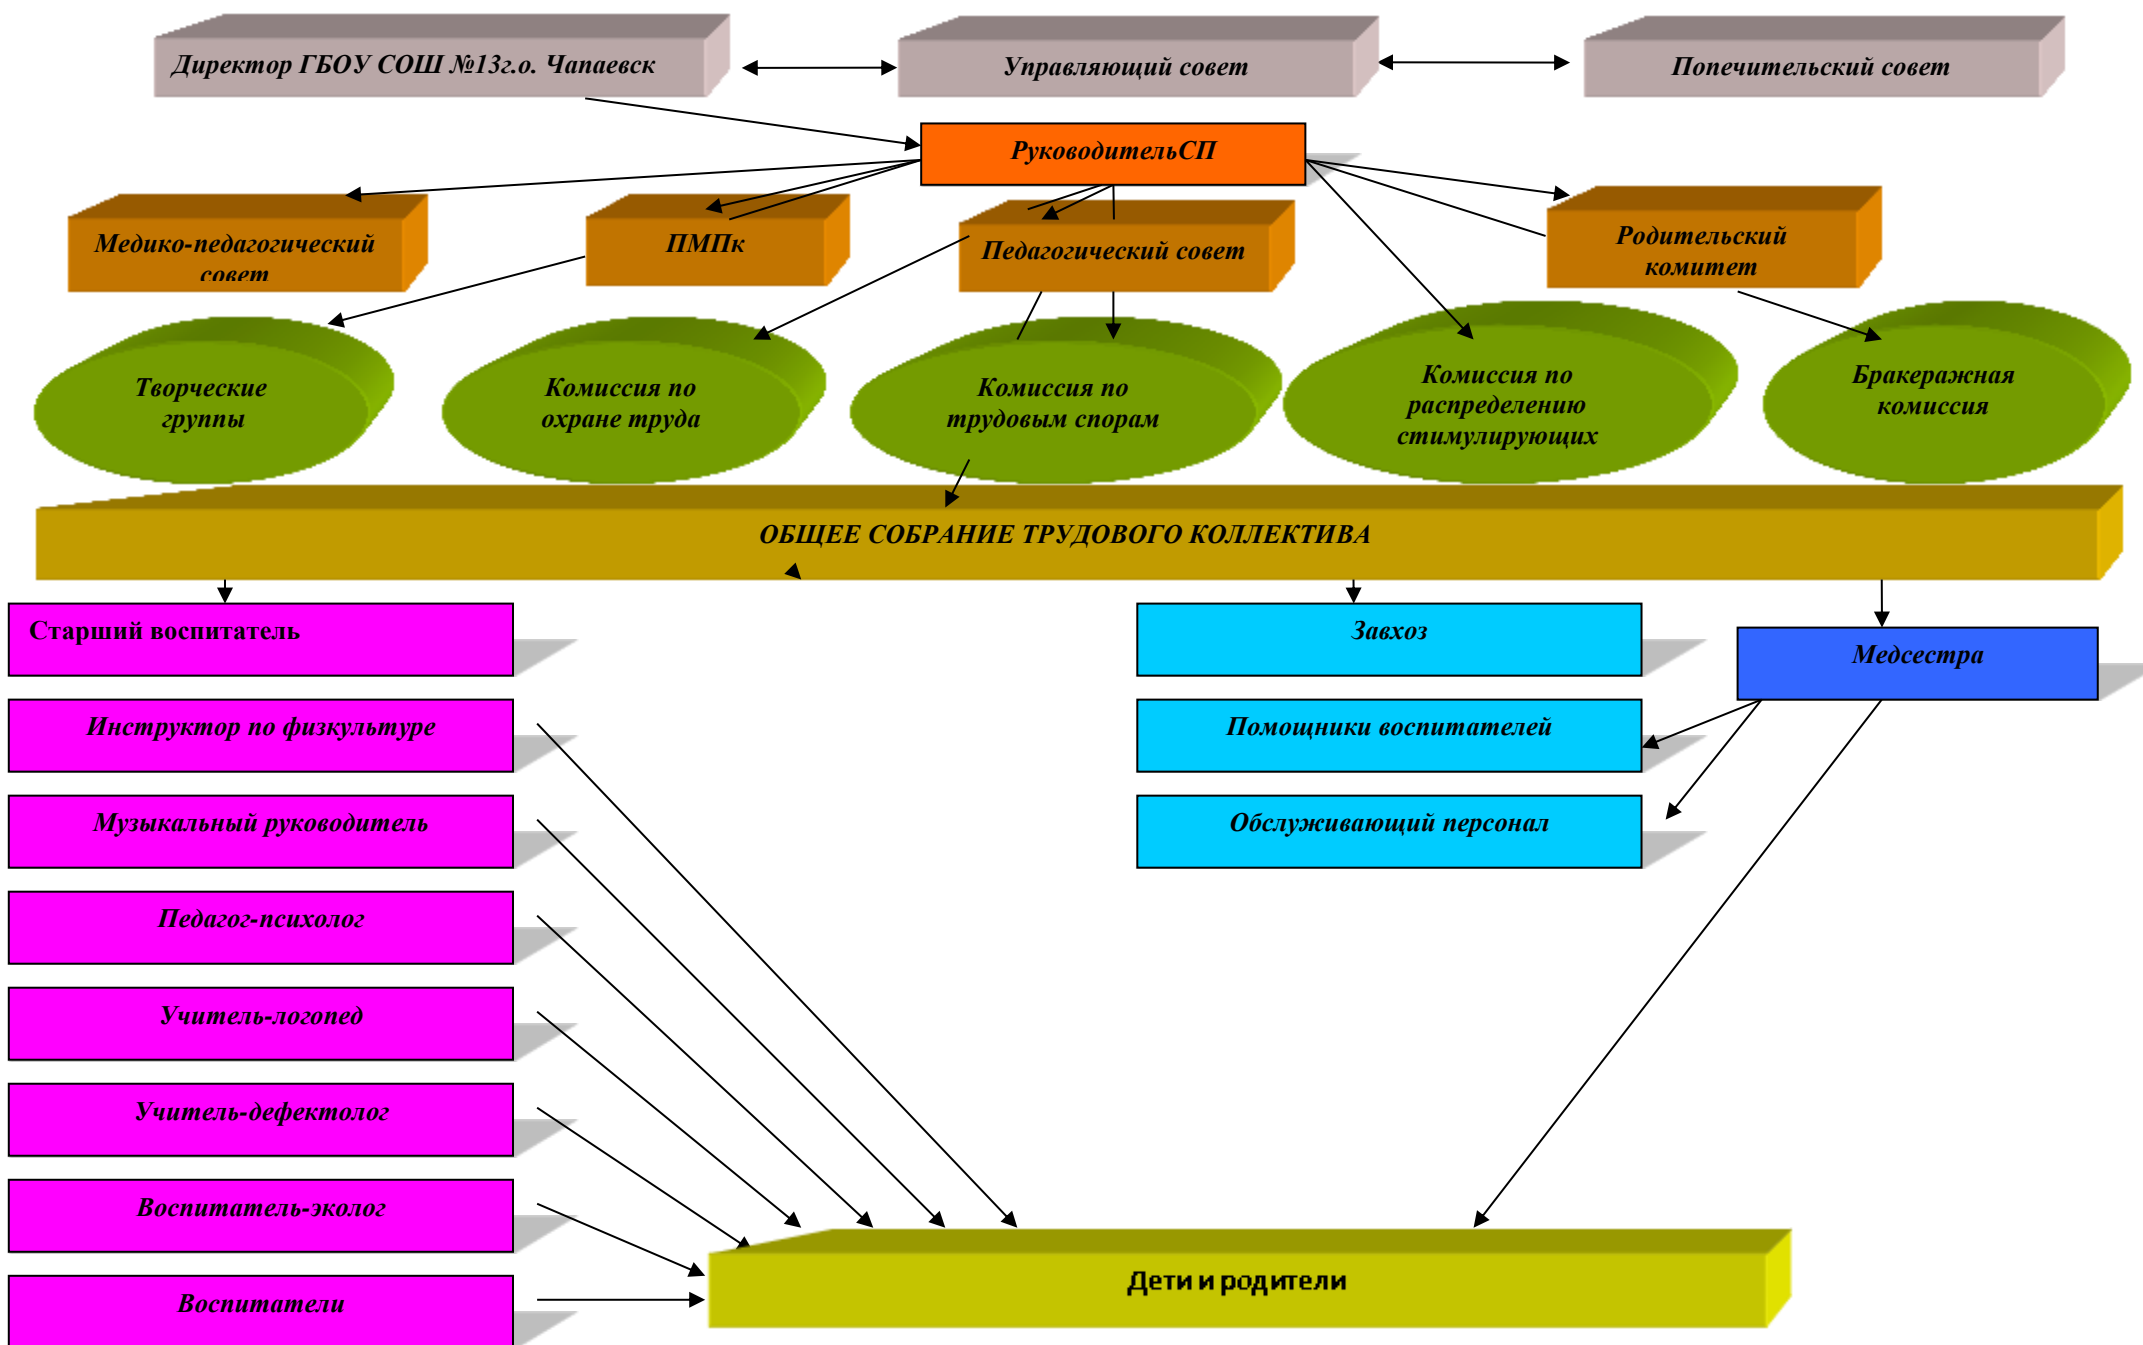 Директор ГБОУ СОШ №13г.о. Чапаевск
Управляющий совет
Попечительский совет
РуководительСП
Медико-педагогический
совет
ПМПк
Педагогический совет
Родительский
комитет
Творческие
группы
Комиссия по
охране труда
Комиссия по
трудовым спорам
Комиссия по
распределению
стимулирующих
Бракеражная
комиссия
ОБЩЕЕ СОБРАНИЕ ТРУДОВОГО КОЛЛЕКТИВА
Старший воспитатель
Инструктор по физкультуре
Музыкальный руководитель
Педагог-психолог
Учитель-логопед
Учитель-дефектолог
Воспитатель-эколог
Воспитатели
Завхоз
Помощники воспитателей
Обслуживающий персонал
Медсестра
Дети и родители